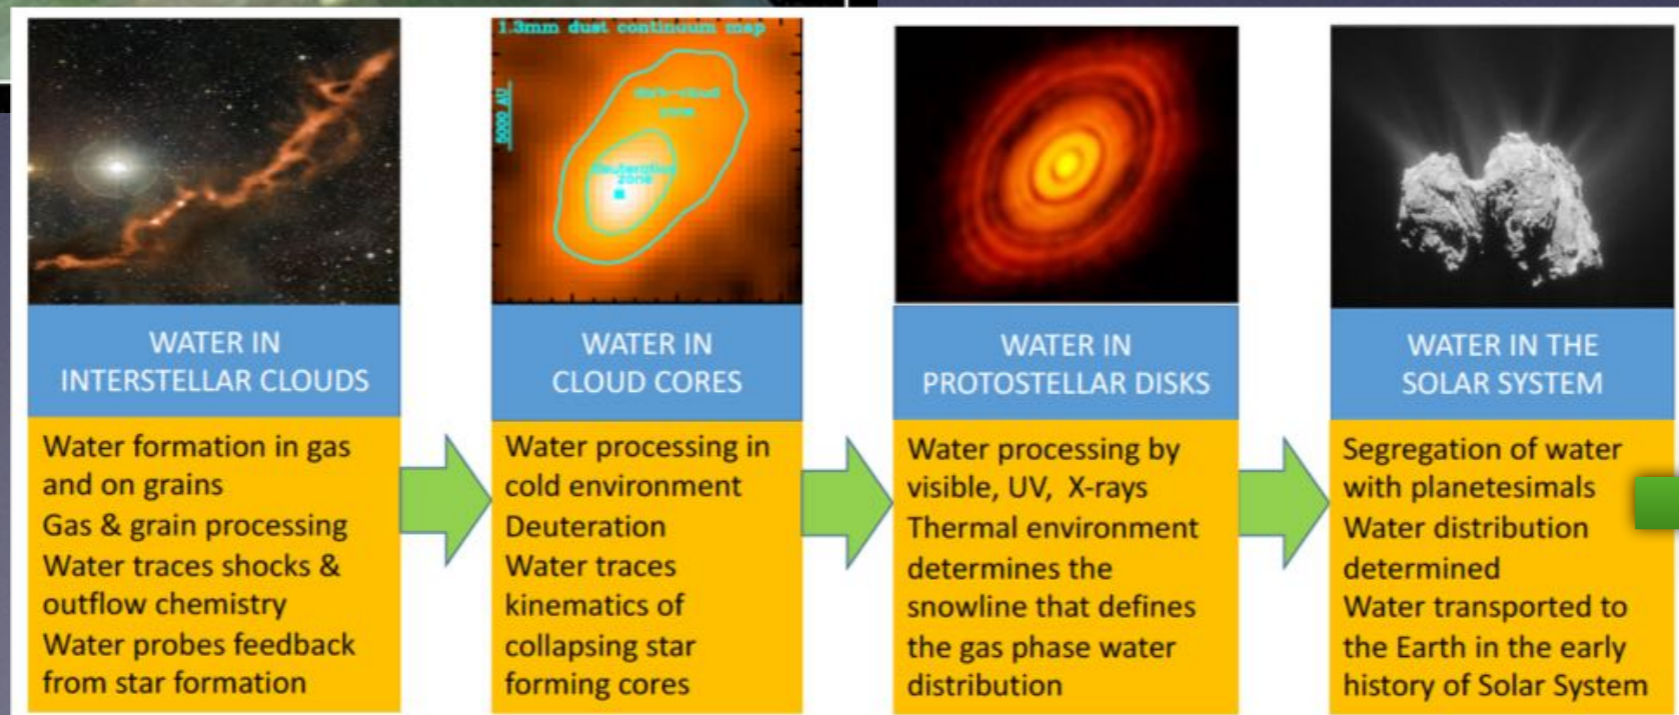 1.3mm dust continuum map
5000 AU
dark-cloud
zone
Deuteration
zone
WATER IN
INTERSTELLAR CLOUDS
Water formation in gas
and on grains
Gas & grain processing
Water traces shocks &
outflow chemistry
Water probes feedback
from star formation
WATER IN
CLOUD CORES
Water processing in
cold environment
Deuteration
Water traces
kinematics of
collapsing star
forming cores
WATER IN
PROTOSTELLAR DISKS
Water processing by
visible, UV, X-rays
Thermal environment
determines the
snowline that defines
the gas phase water
distribution
WATER IN THE
SOLAR SYSTEM
Segregation of water
with planetesimals
Water distribution
determined
Water transported to
the Earth in the early
history of Solar System